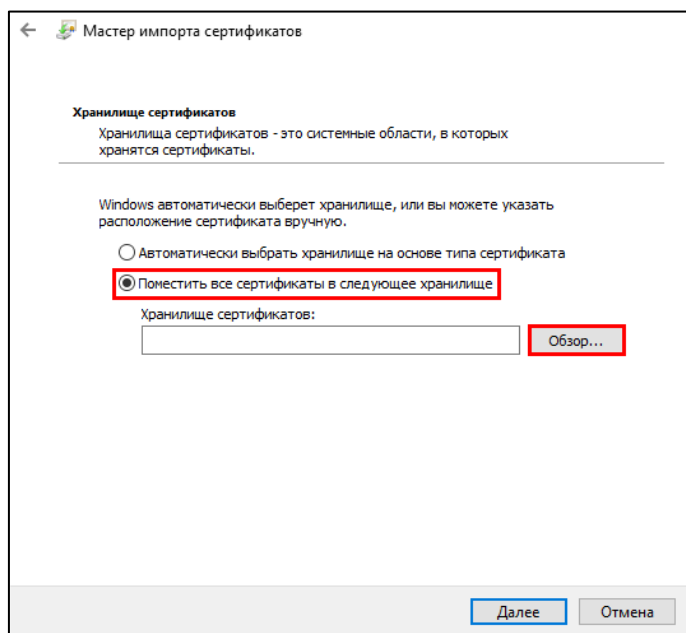 Мастер импорта сертификатов
Хранилище сертификатов
Хранилища сертификатов - это системные области, в которых
хранятся сертификаты.
Windows автоматически выберет хранилище, или вы можете указать
расположение сертификата вручную.
Автоматически выбрать хранилище на основе типа сертификата
Поместить все сертификаты в следующее хранилище
Хранилище сертификатов:
Обзор...
Далее Отмена